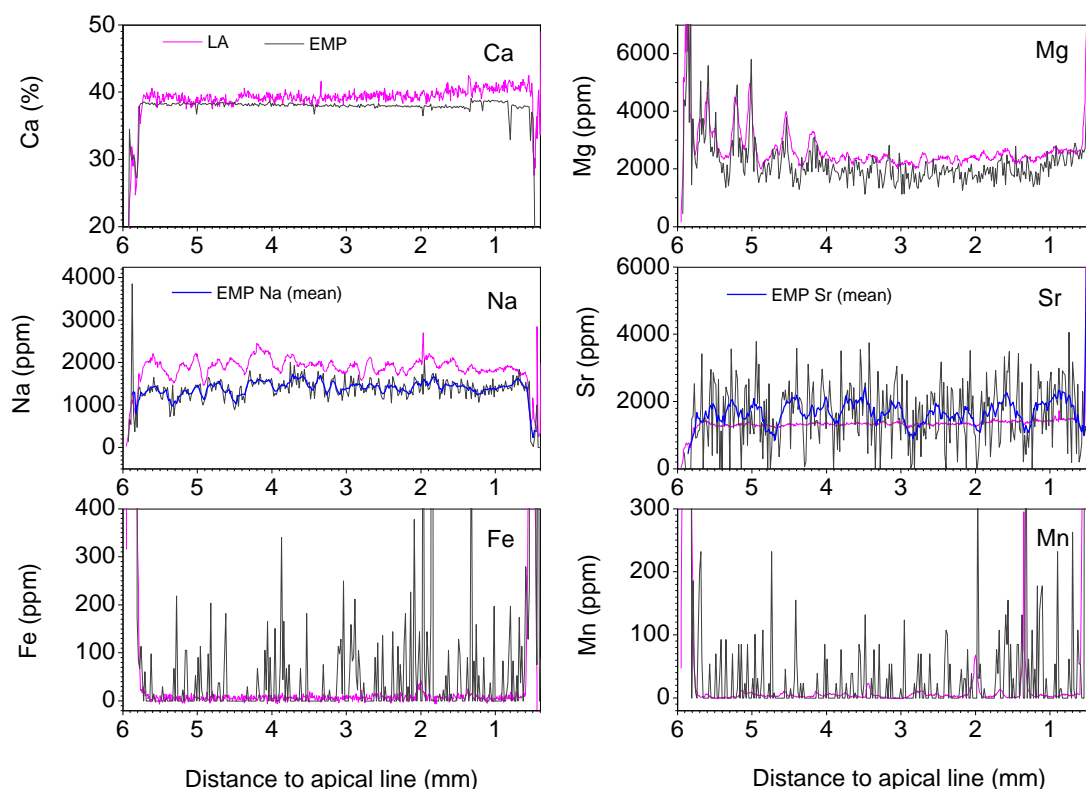 50
40
30
20
Ca (%)
LA
EMP
Ca
6 5 4 3 2 1
6000
4000
2000
0
Mg (ppm)
Mg
6 5 4 3 2 1
4000
3000
2000
1000
0
Na (ppm)
EMP Na (mean)
Na
6 5 4 3 2 1
6000
4000
2000
0
Sr (ppm)
EMP Sr (mean)
Sr
6 5 4 3 2 1
400
300
200
100
0
Fe (ppm)
Fe
6 5 4 3 2 1
Distance to apical line (mm)
300
200
100
0
Mn (ppm)
Mn
6 5 4 3 2 1
Distance to apical line (mm)